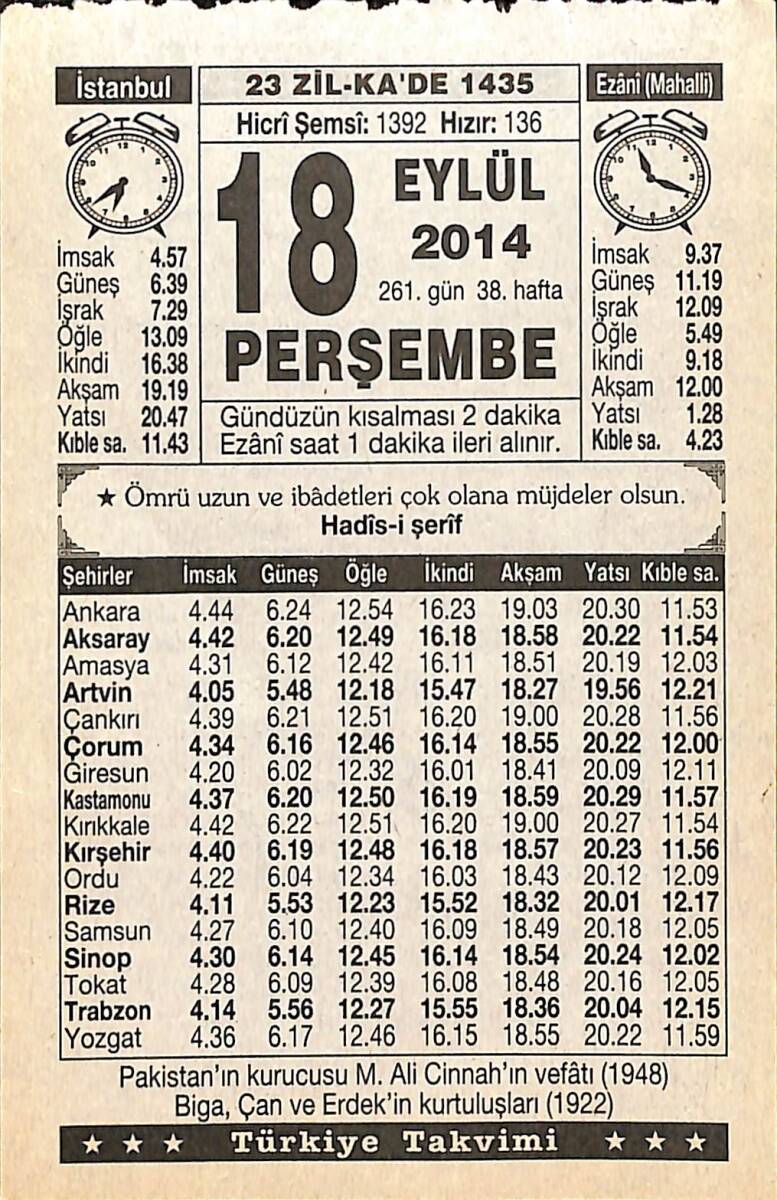 İstanbul
23 ZİL-KA'DE 1435
Ezânî (Mahallî)
Hicrî Şemsî: 1392 Hızır: 136
18
EYLÜL
2014
261. gün 38. hafta
PERŞEMBE
İmsak 4.57
Güneş 6.39
İşrak 7.29
Öğle 13.09
İkindi 16.38
Akşam 19.19
Yatsı 20.47
Kıble sa. 11.43
İmsak 9.37
Güneş 11.19
İşrak 12.09
Öğle 5.49
İkindi 9.18
Akşam 12.00
Yatsı 1.28
Kıble sa. 4.23
Gündüzün kısalması 2 dakika
Ezânî saat 1 dakika ileri alınır.
★ Ömrü uzun ve ibâdetleri çok olana müjdeler olsun.
Hadîs-i şerîf
Şehirler İmsak Güneş Öğle İkindi Akşam Yatsı Kıble sa.
Ankara 4.44 6.24 12.54 16.23 19.03 20.30 11.53
Aksaray 4.42 6.20 12.49 16.18 18.58 20.22 11.54
Amasya 4.31 6.12 12.42 16.11 18.51 20.19 12.03
Artvin 4.05 5.48 12.18 15.47 18.27 19.56 12.21
Çankırı 4.39 6.21 12.51 16.20 19.00 20.28 11.56
Çorum 4.34 6.16 12.46 16.14 18.55 20.22 12.00
Giresun 4.20 6.02 12.32 16.01 18.41 20.09 12.11
Kastamonu 4.37 6.20 12.50 16.19 18.59 20.29 11.57
Kırıkkale 4.42 6.22 12.51 16.20 19.00 20.27 11.54
Kırşehir 4.40 6.19 12.48 16.18 18.57 20.23 11.56
Ordu 4.22 6.04 12.34 16.03 18.43 20.12 12.09
Rize 4.11 5.53 12.23 15.52 18.32 20.01 12.17
Samsun 4.27 6.10 12.40 16.09 18.49 20.18 12.05
Sinop 4.30 6.14 12.45 16.14 18.54 20.24 12.02
Tokat 4.28 6.09 12.39 16.08 18.48 20.16 12.05
Trabzon 4.14 5.56 12.27 15.55 18.36 20.04 12.15
Yozgat 4.36 6.17 12.46 16.15 18.55 20.22 11.59
Pakistan'ın kurucusu M. Ali Cinnah'ın vefâtı (1948)
Biga, Çan ve Erdek'in kurtuluşları (1922)
★ ★ ★ Türkiye Takvimi ★ ★ ★